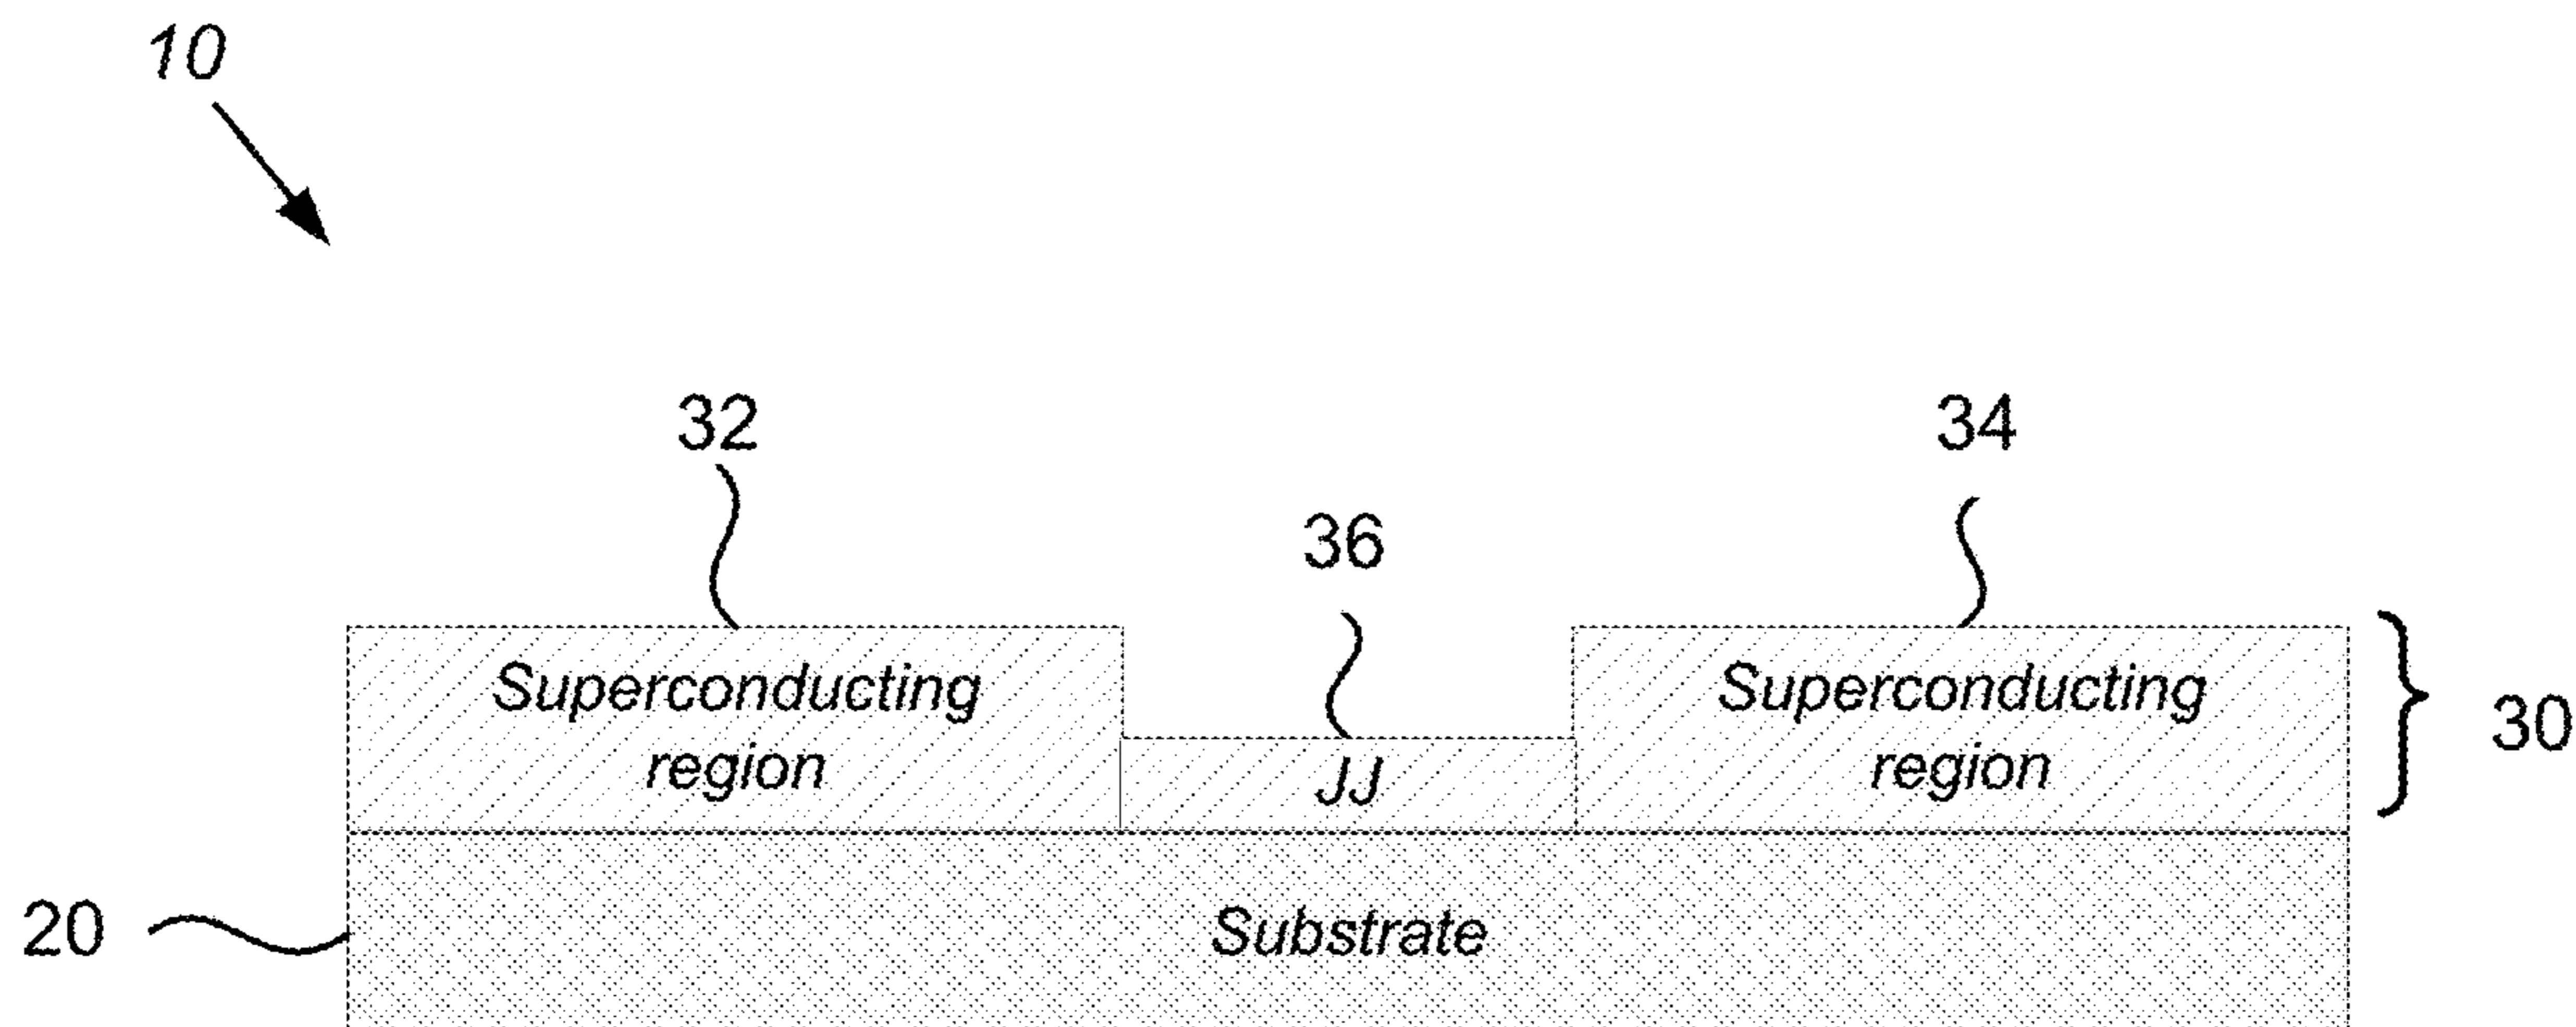 10
32
34
36
Superconducting
region
Superconducting
region
30
JJ
20
Substrate